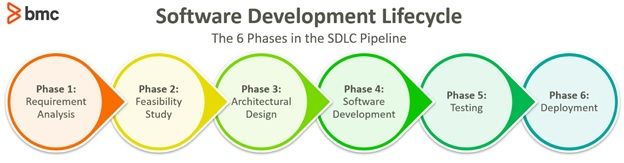 bmc
Software Development Lifecycle
The 6 Phases in the SDLC Pipeline
Phase 1:
Requirement
Analysis
Phase 2:
Feasibility
Study
Phase 3:
Architectural
Design
Phase 4:
Software
Development
Phase 5:
Testing
Phase 6:
Deployment